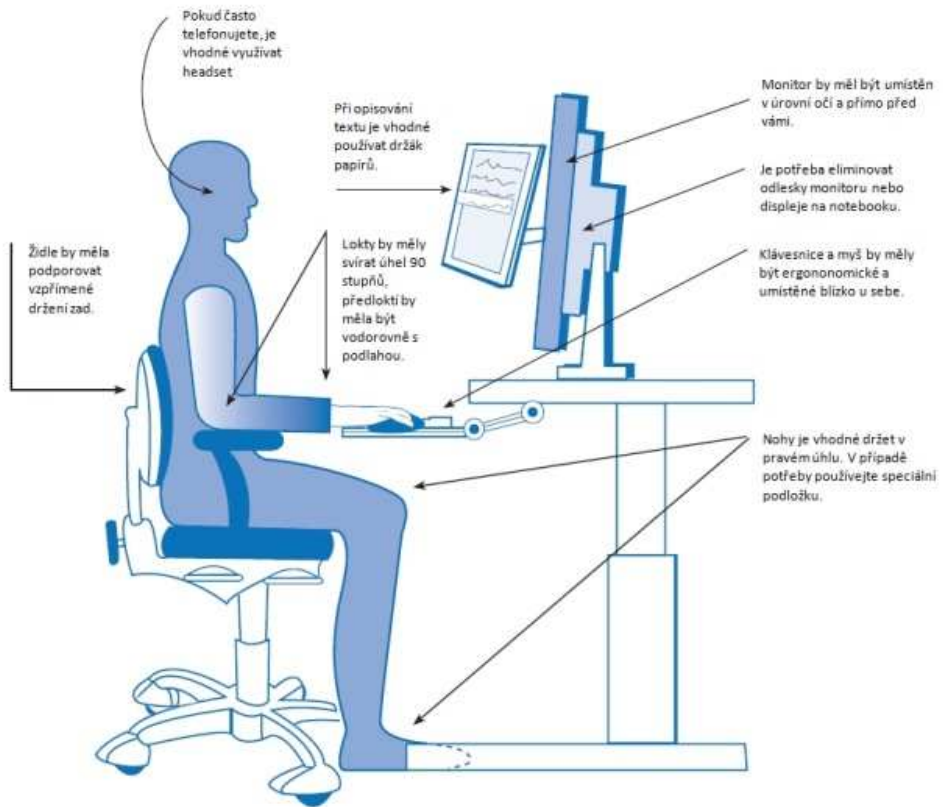 Pokud často
telefonujete, je
vhodné využívat
headset
Při opisování
textu je vhodné
používat držák
papírů.
Monitor by měl být umístěn
v úrovní očí a přímo před
vámi.
Je potřeba eliminovat
odlesky monitoru nebo
displeje na notebooku.
Židle by měla
podporovat
vzpřímené
držení zad.
Lokty by měly
svírat úhel 90
stupňů,
předloktí by
měla být
vodorovně s
podlahou.
Klávesnice a myš by měly
být ergononomické a
umístěné blízko u sebe.
Nohy je vhodné držet v
pravém úhlu. V případě
potřeby používejte speciální
podložku.